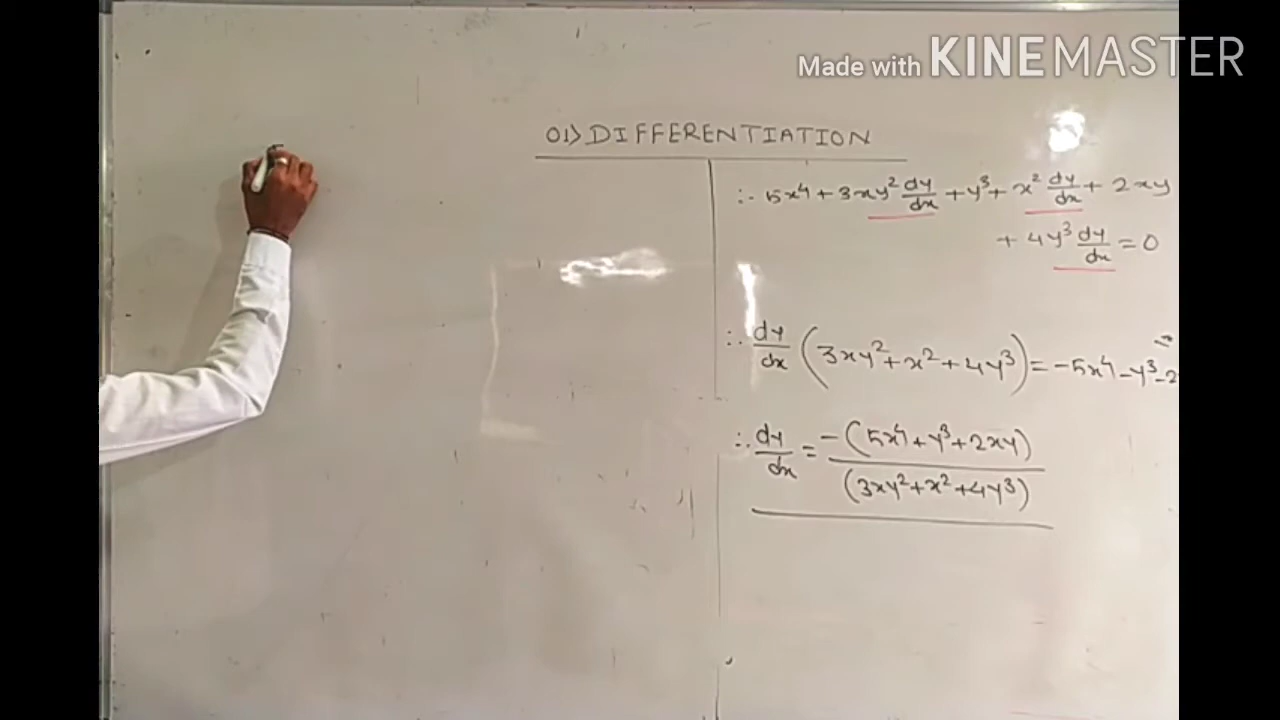 Made with KINEMASTER
01) DIFFERENTIATION
∴ 5x⁴ + 3xy² dy/dx + y³ + x² dy/dx + 2xy
+ 4y³ dy/dx = 0
∴ dy/dx (3xy² + x² + 4y³) = -5x⁴ - y³ - 2
∴ dy/dx = -(5x⁴ + y³ + 2xy) / (3xy² + x² + 4y³)